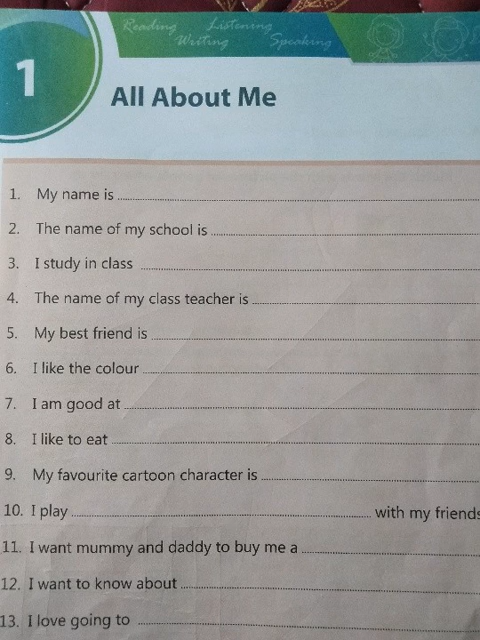 Reading Listening
Writing Speaking
1
All About Me
1. My name is
2. The name of my school is
3. I study in class
4. The name of my class teacher is
5. My best friend is
6. I like the colour
7. I am good at
8. I like to eat
9. My favourite cartoon character is
10. I play with my friends
11. I want mummy and daddy to buy me a
12. I want to know about
13. I love going to